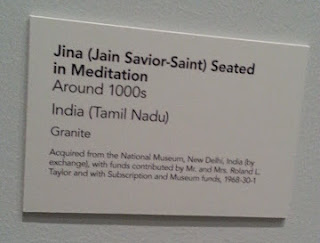 Jina (Jain Savior-Saint) Seated
in Meditation
Around 1000s
India (Tamil Nadu)
Granite
Acquired from the National Museum, New Delhi, India (by
exchange), with funds contributed by Mr. and Mrs. Roland L.
Taylor and with Subscription and Museum funds, 1968-30-1